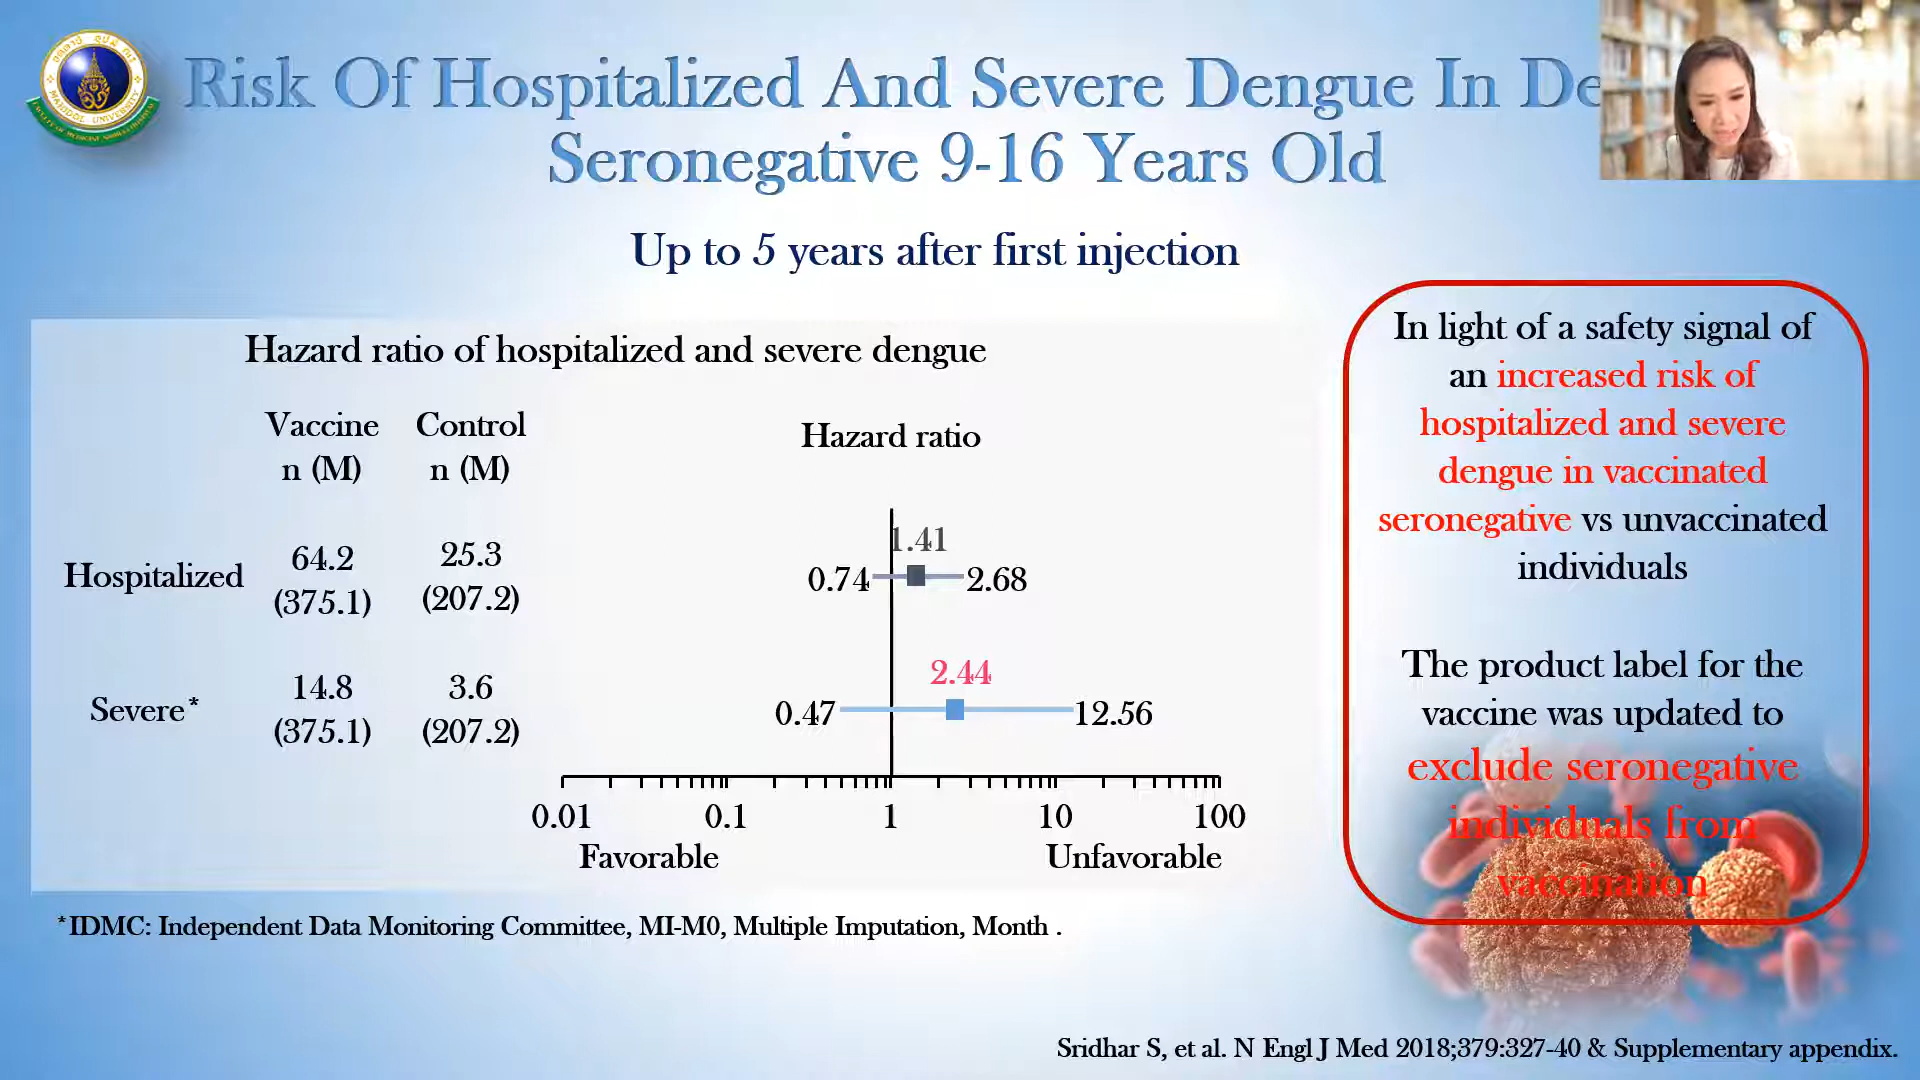 Risk Of Hospitalized And Severe Dengue In
Seronegative 9-16 Years Old
Up to 5 years after first injection
Hazard ratio of hospitalized and severe dengue
Vaccine Control
n (M) n (M)
Hazard ratio
Hospitalized
64.2 25.3
(375.1) (207.2)
1.41
0.74 2.68
Severe*
14.8 3.6
(375.1) (207.2)
2.44
0.47 12.56
0.01 0.1 1 10 100
Favorable Unfavorable
*IDMC: Independent Data Monitoring Committee, MI-M0, Multiple Imputation, Month .
In light of a safety signal of
an increased risk of
hospitalized and severe
dengue in vaccinated
seronegative vs unvaccinated
individuals
The product label for the
vaccine was updated to
exclude seronegative
individuals from
vaccination
Sridhar S, et al. N Engl J Med 2018;379:327-40 & Supplementary appendix.